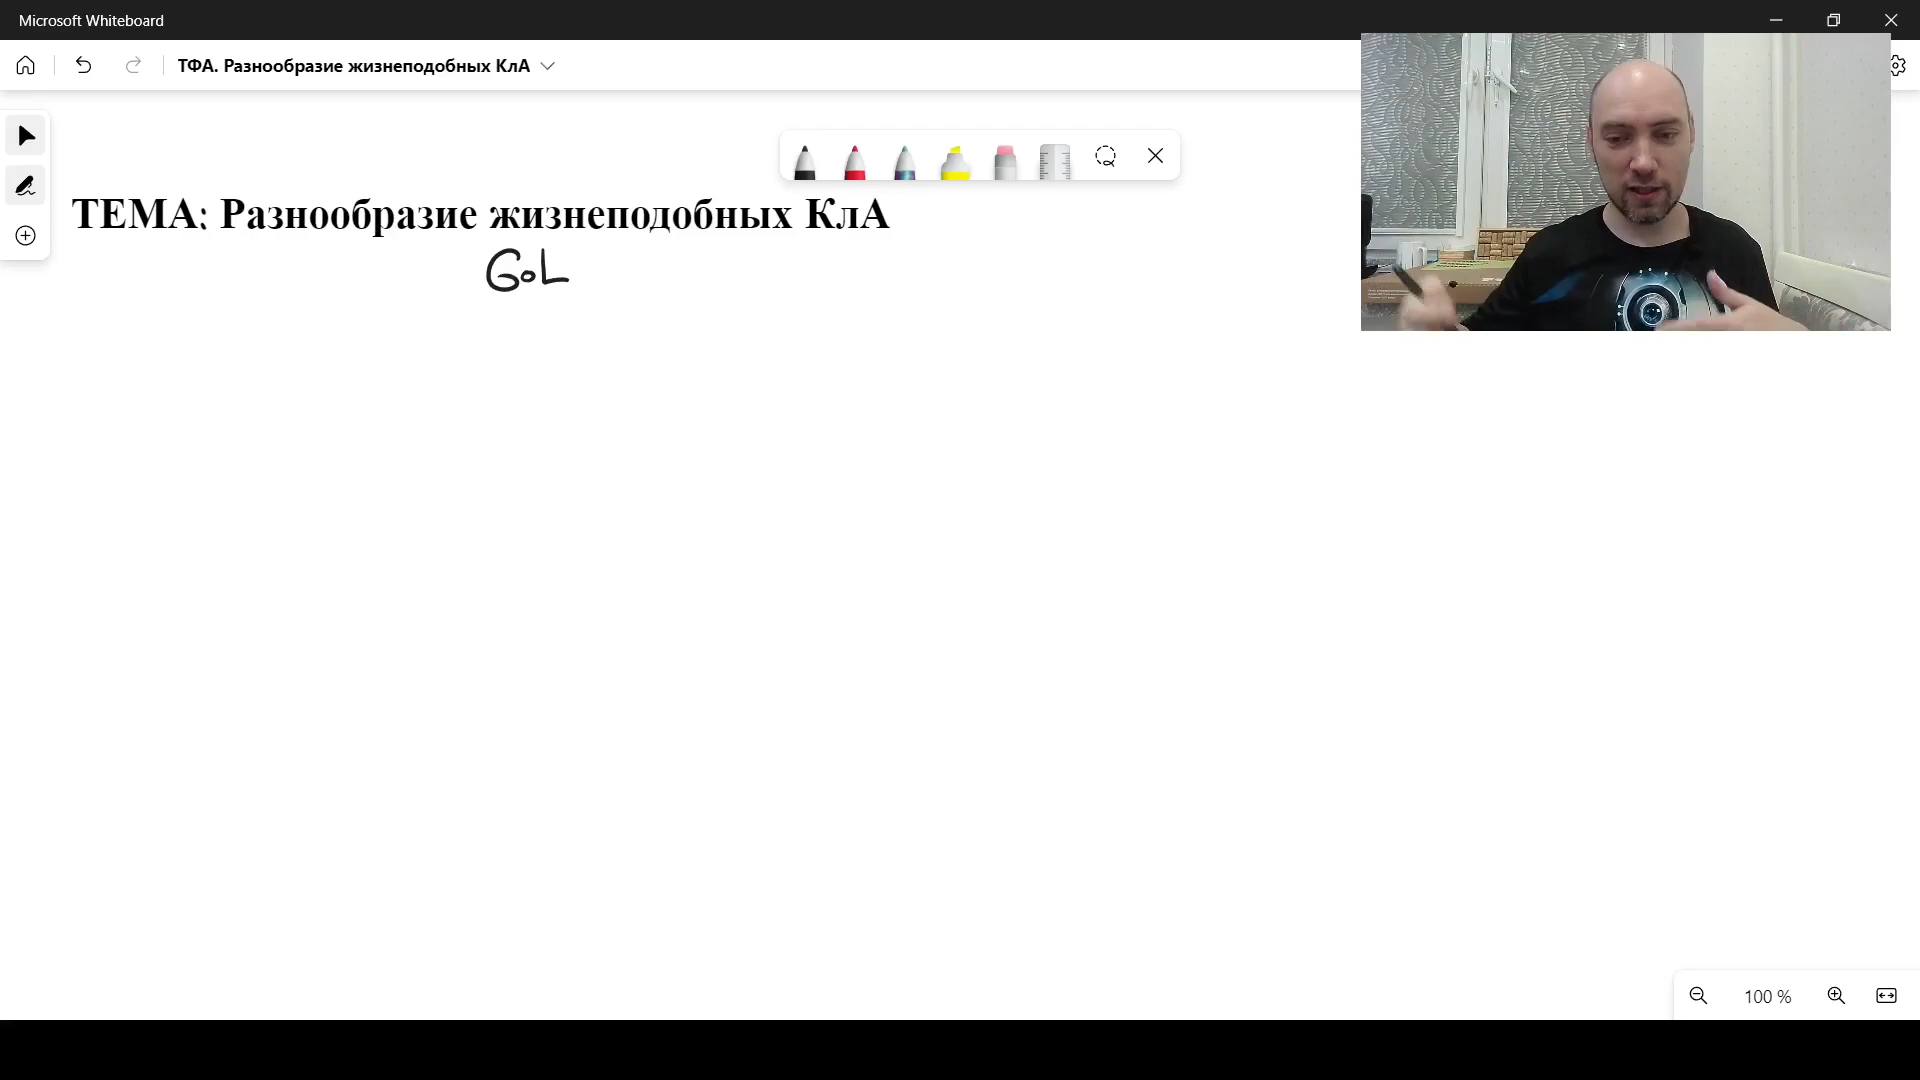 Microsoft Whiteboard
ТФА. Разнообразие жизнеподобных КлА
ТЕМА: Разнообразие жизнеподобных КлА
GoL
100 %